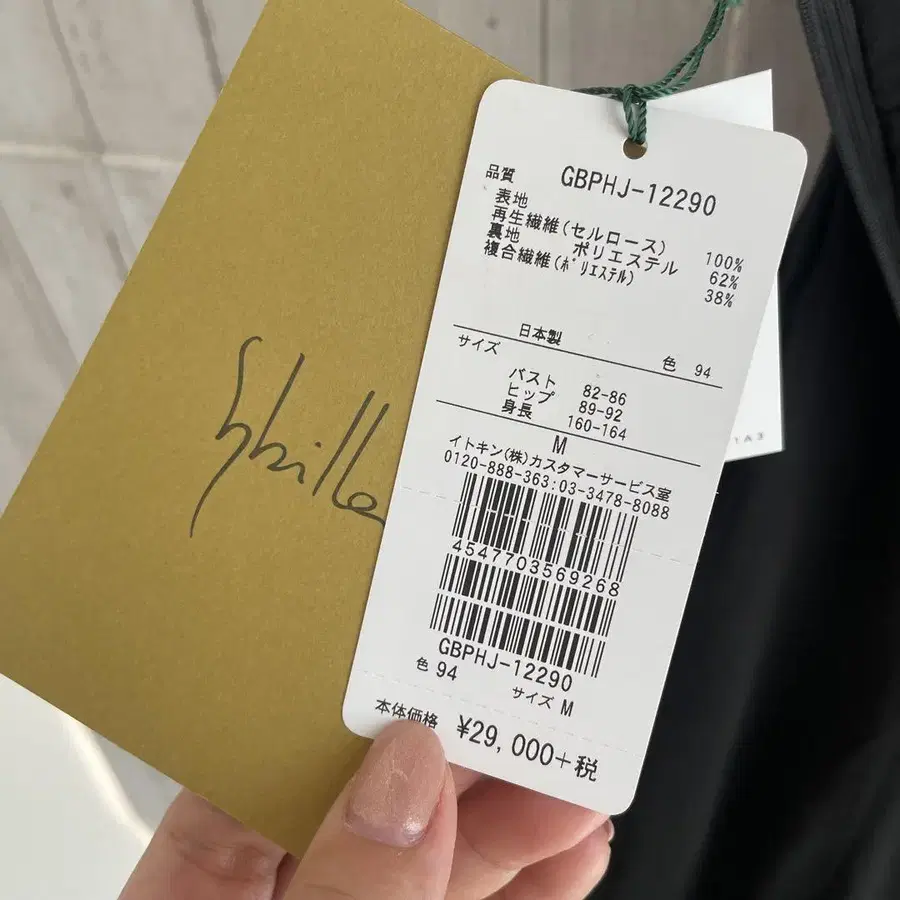 Sybilla
品質 GBPHJ-12290
表地
再生繊維(セルロース) 100%
裏地 ポリエステル 62%
複合繊維(ﾎﾟﾘｴｽﾃﾙ) 38%
日本製 色 94
サイズ
バスト 82-86
ヒップ 89-92
身長 160-164
M
イトキン(株)カスタマーサービス室
0120-888-363:03-3478-8088
4547703569268
GBPHJ-12290
色 94 サイズ M
本体価格 ¥29,000+税
1A3